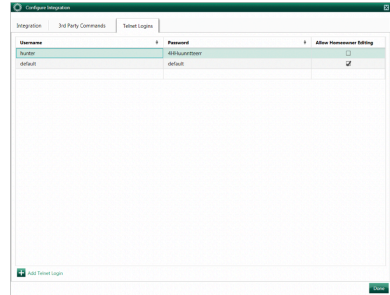 Configure Integration
Integration
3rd Party Commands
Telnet Logins
Username
Password
Allow Homeowner Editing
hunter
default
default
Add Telnet Login
Done